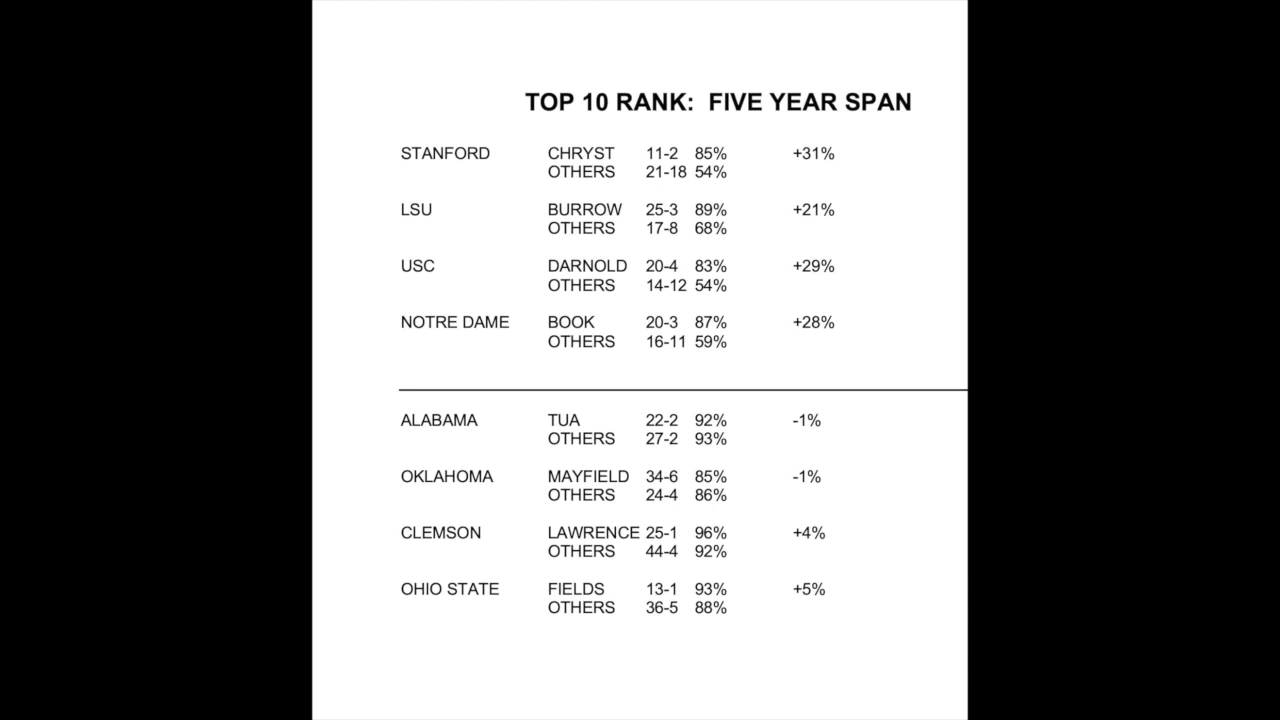 TOP 10 RANK: FIVE YEAR SPAN
STANFORD CHRYST 11-2 85% +31%
OTHERS 21-18 54%
LSU BURROW 25-3 89% +21%
OTHERS 17-8 68%
USC DARNOLD 20-4 83% +29%
OTHERS 14-12 54%
NOTRE DAME BOOK 20-3 87% +28%
OTHERS 16-11 59%
ALABAMA TUA 22-2 92% -1%
OTHERS 27-2 93%
OKLAHOMA MAYFIELD 34-6 85% -1%
OTHERS 24-4 86%
CLEMSON LAWRENCE 25-1 96% +4%
OTHERS 44-4 92%
OHIO STATE FIELDS 13-1 93% +5%
OTHERS 36-5 88%